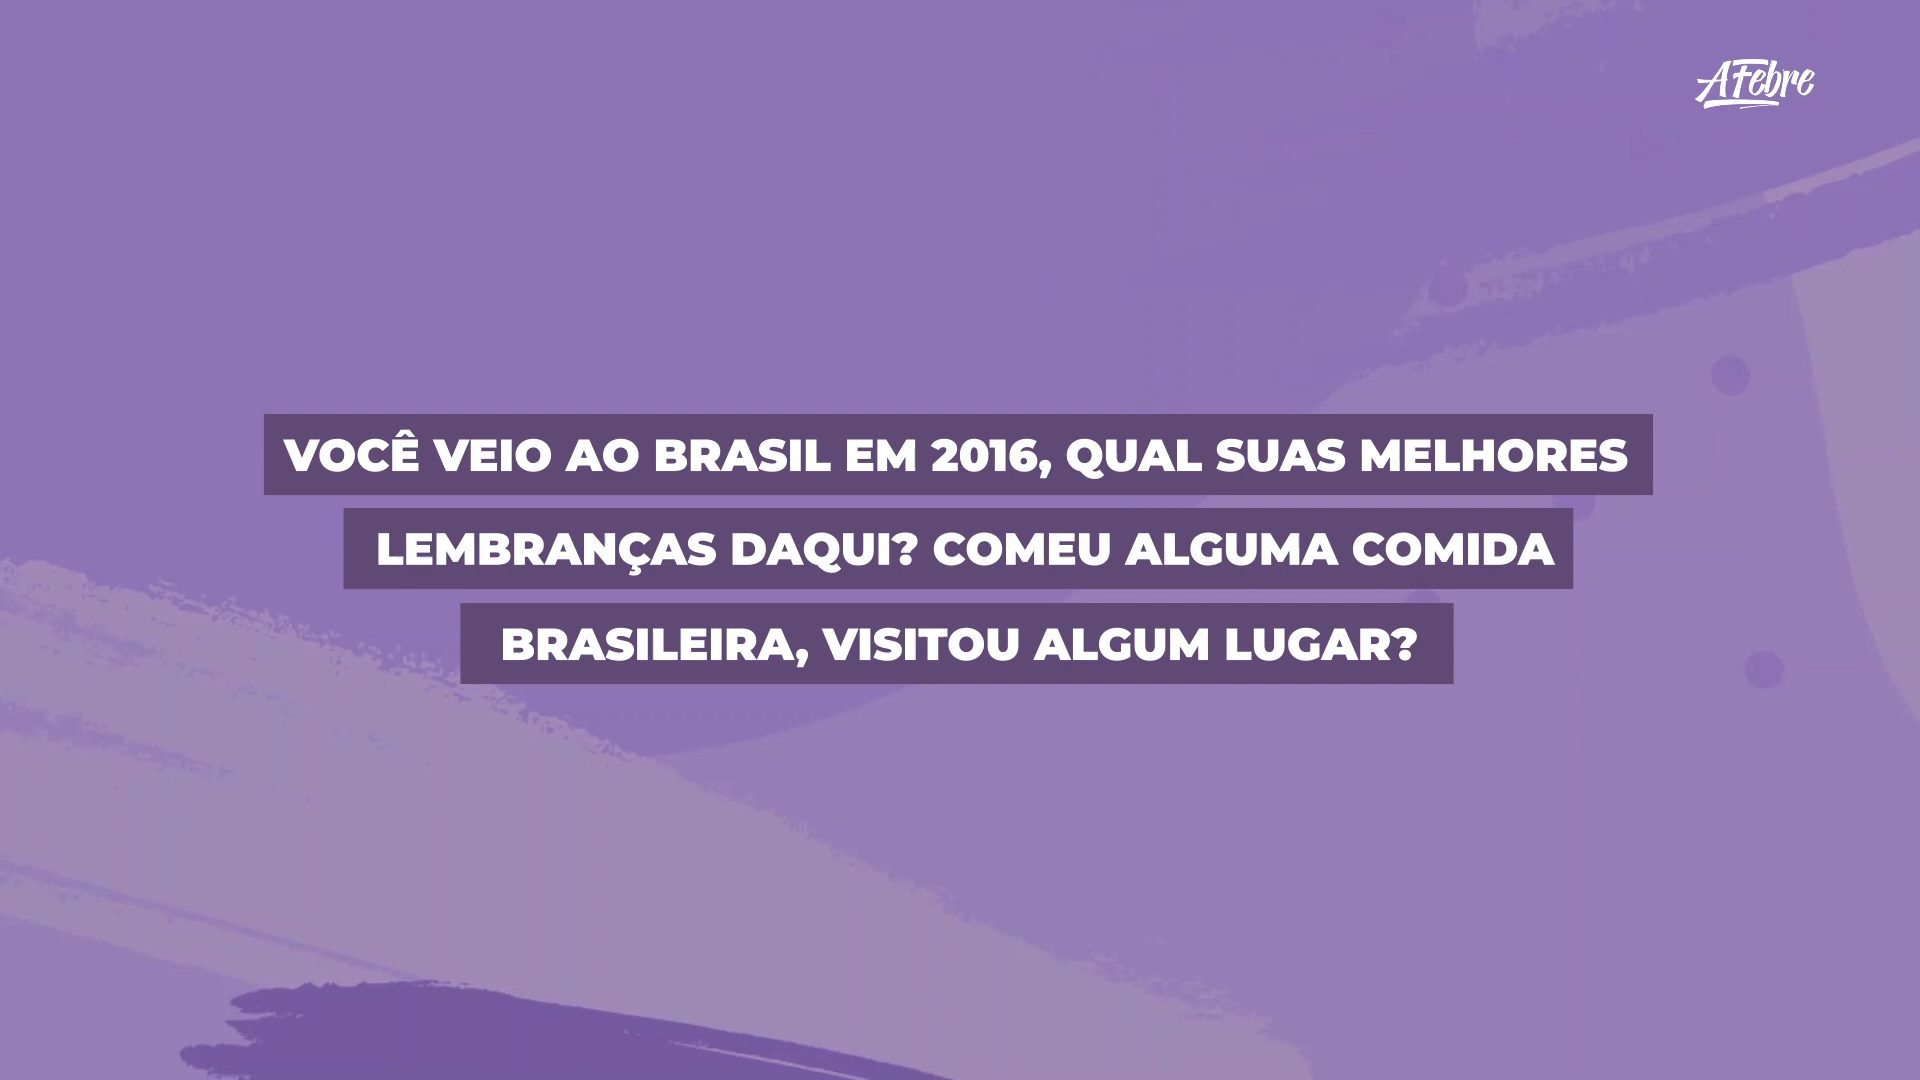 AFebre
VOCÊ VEIO AO BRASIL EM 2016, QUAL SUAS MELHORES
LEMBRANÇAS DAQUI? COMEU ALGUMA COMIDA
BRASILEIRA, VISITOU ALGUM LUGAR?